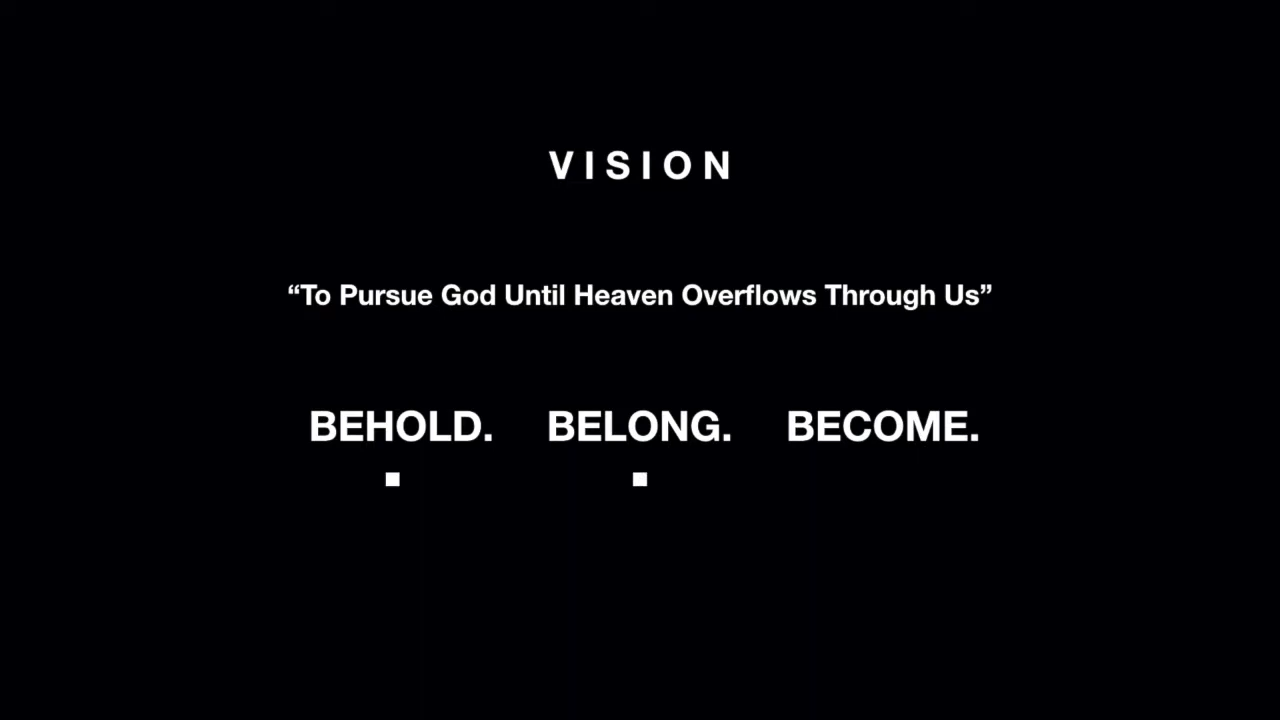 VISION
“To Pursue God Until Heaven Overflows Through Us”
BEHOLD. BELONG. BECOME.